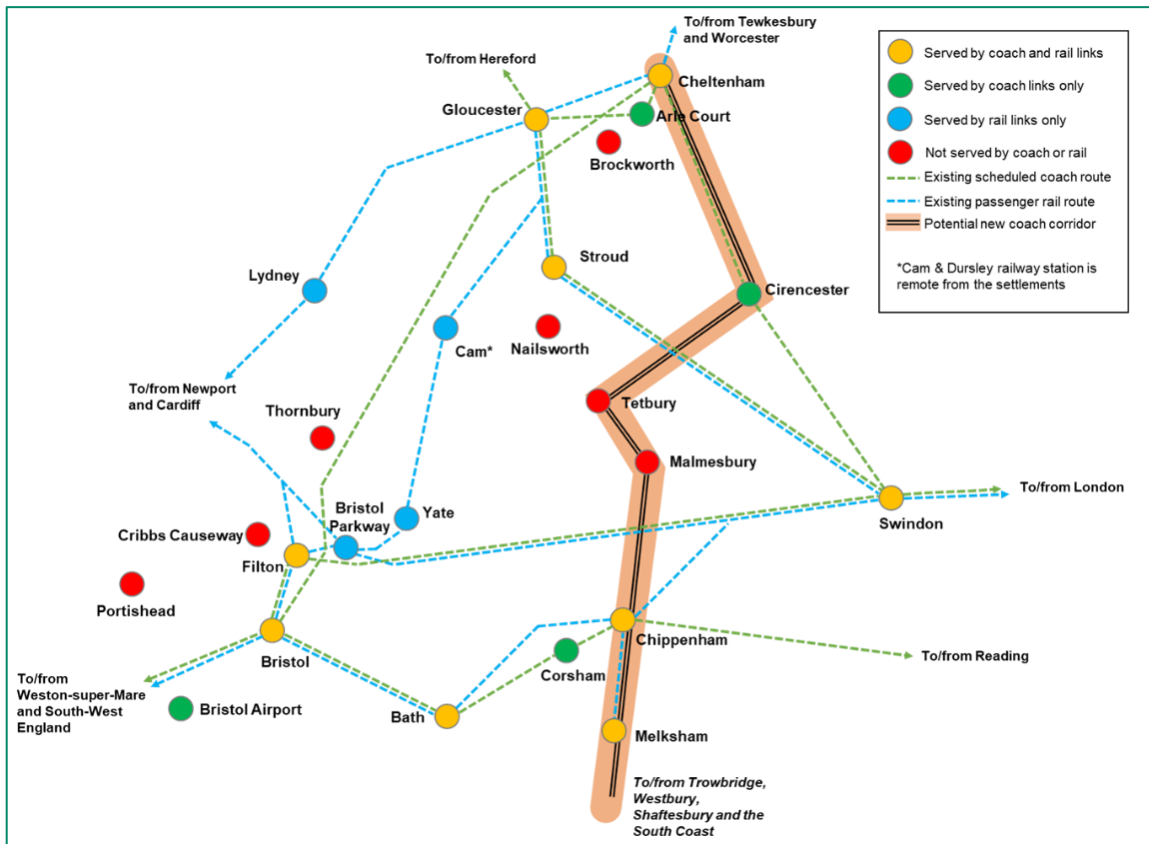 To/from Tewkesbury
and Worcester
To/from Hereford
Cheltenham
Gloucester
Arle Court
Brockworth
Stroud
Lydney
Cirencester
Cam*
Nailsworth
To/from Newport
and Cardiff
Thornbury
Tetbury
Malmesbury
To/from London
Swindon
Bristol
Parkway
Yate
Cribbs Causeway
Filton
Portishead
Chippenham
Bristol
Corsham
To/from Reading
To/from
Weston-super-Mare
and South-West
England
Bristol Airport
Bath
Melksham
To/from Trowbridge,
Westbury,
Shaftesbury and the
South Coast
Served by coach and rail links
Served by coach links only
Served by rail links only
Not served by coach or rail
Existing scheduled coach route
Existing passenger rail route
Potential new coach corridor
*Cam & Dursley railway station is
remote from the settlements